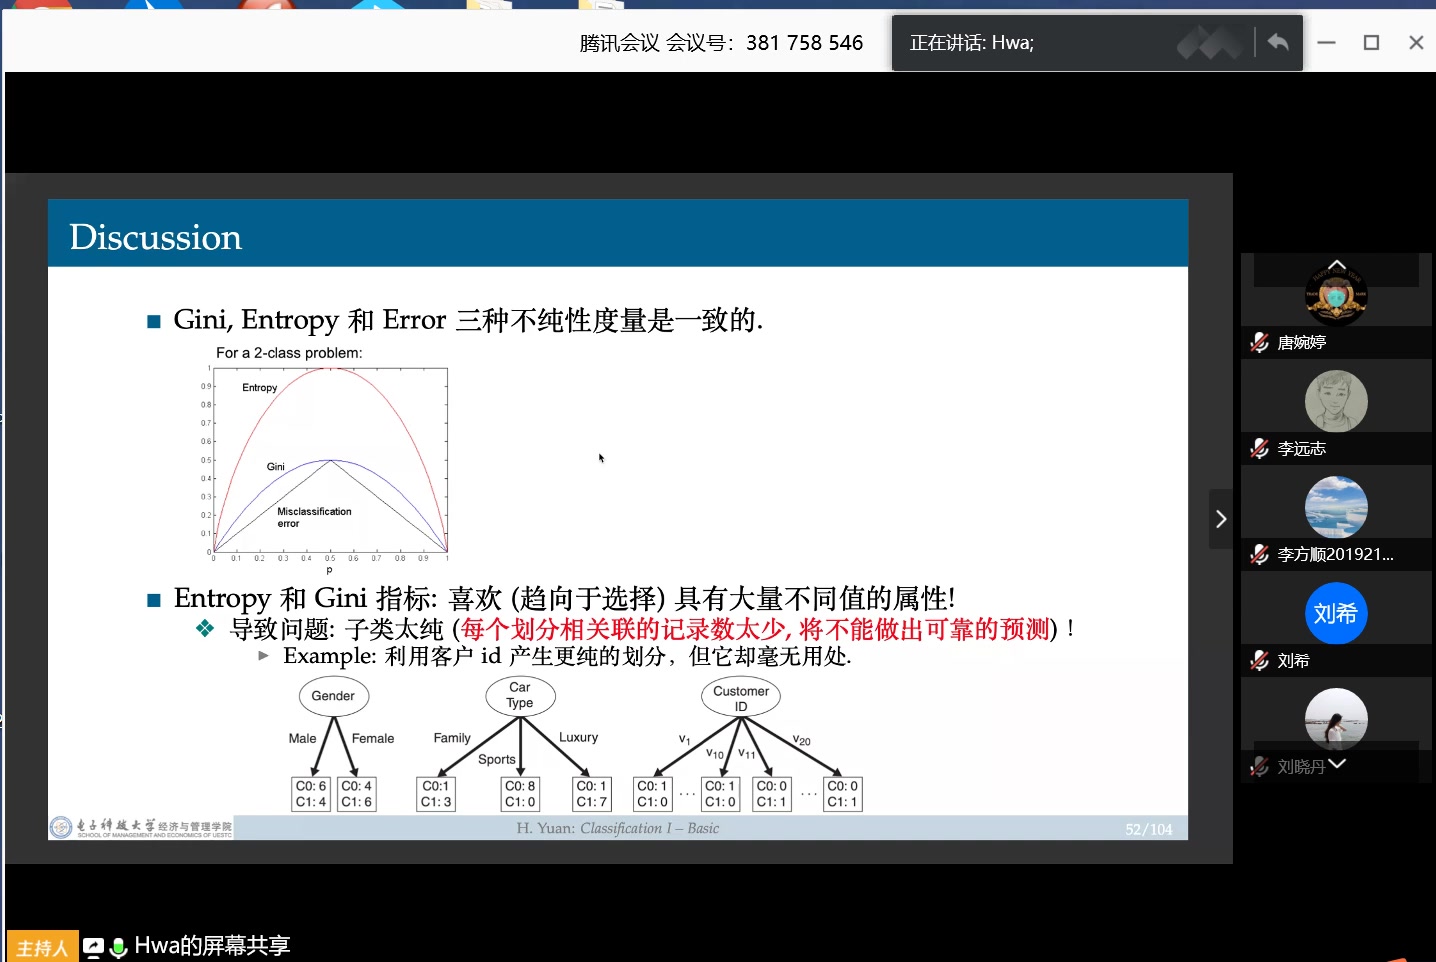 腾讯会议 会议号：381 758 546
正在讲话: Hwa;
Discussion
Gini, Entropy 和 Error 三种不纯性度量是一致的.
For a 2-class problem:
1
0.9
0.8
0.7
0.6
0.5
0.4
0.3
0.2
0.1
0
Entropy
Gini
Misclassification
error
0 0.1 0.2 0.3 0.4 0.5 0.6 0.7 0.8 0.9 1
p
Entropy 和 Gini 指标: 喜欢 (趋向于选择) 具有大量不同值的属性!
导致问题: 子类太纯 (每个划分相关联的记录数太少, 将不能做出可靠的预测)！
Example: 利用客户 id 产生更纯的划分，但它却毫无用处.
Gender
Male Female
C0: 6 C0: 4
C1: 4 C1: 6
Car
Type
Family Sports Luxury
C0:1 C0: 8 C0: 1
C1: 3 C1: 0 C1: 7
Customer
ID
v1 v10 v11 v20
C0: 1 ... C0: 1 C0: 0 ... C0: 0
C1: 0 C1: 0 C1: 1 C1: 1
电子科技大学 经济与管理学院
SCHOOL OF MANAGEMENT AND ECONOMICS OF UESTC
H. Yuan: Classification I – Basic
52/104
唐婉婷
李远志
李方顺201921...
刘希
刘希
刘晓丹
主持人
Hwa的屏幕共享